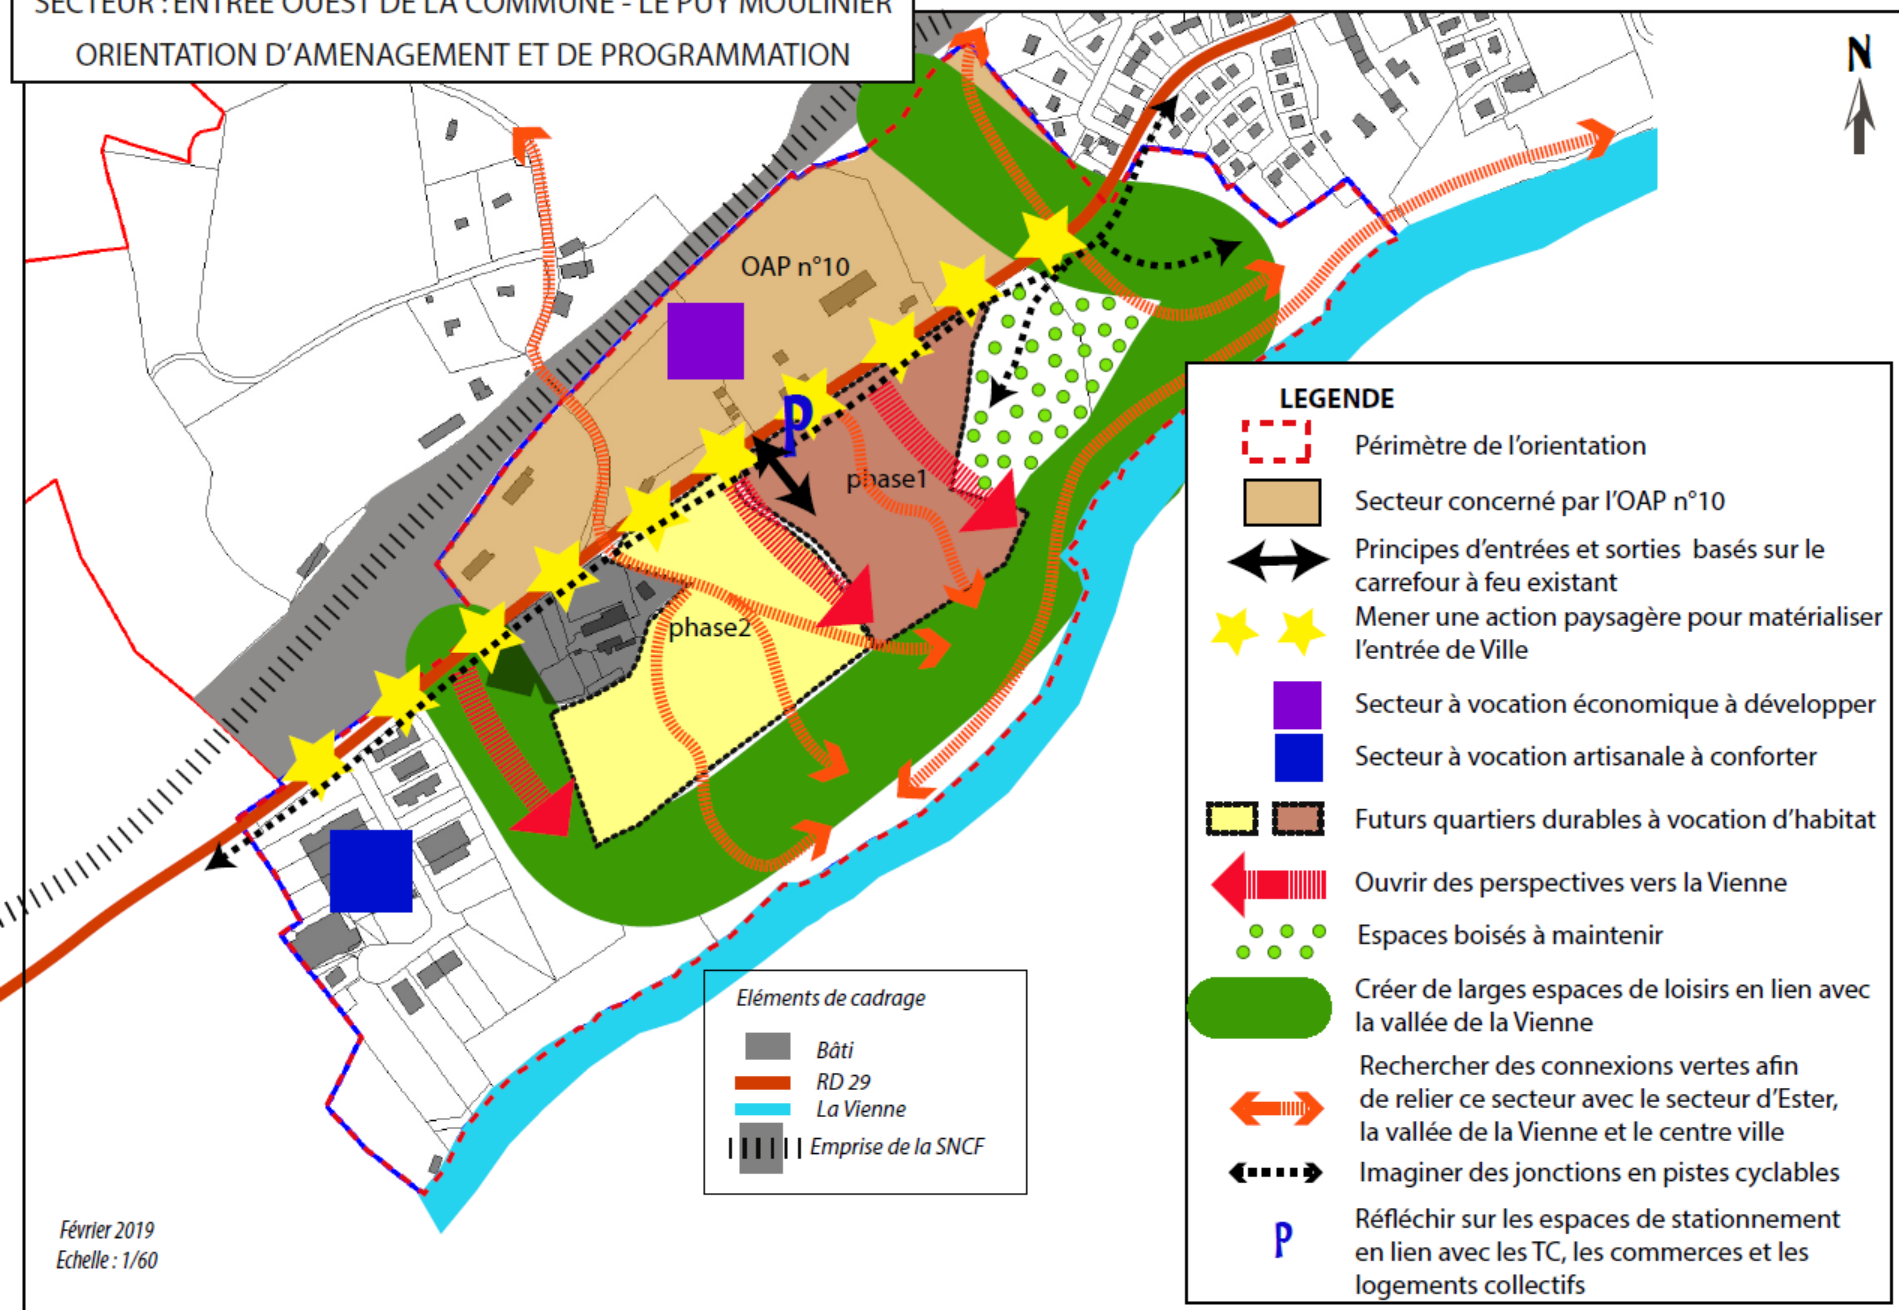 SECTEUR : ENTREE OUEST DE LA COMMUNE - LE PUY MOULINIER
ORIENTATION D'AMENAGEMENT ET DE PROGRAMMATION
N
OAP n°10
P
phase1
phase2
LEGENDE
Périmètre de l'orientation
Secteur concerné par l'OAP n°10
Principes d'entrées et sorties basés sur le
carrefour à feu existant
Mener une action paysagère pour matérialiser
l'entrée de Ville
Secteur à vocation économique à développer
Secteur à vocation artisanale à conforter
Futurs quartiers durables à vocation d'habitat
Ouvrir des perspectives vers la Vienne
Espaces boisés à maintenir
Créer de larges espaces de loisirs en lien avec
la vallée de la Vienne
Rechercher des connexions vertes afin
de relier ce secteur avec le secteur d'Ester,
la vallée de la Vienne et le centre ville
Imaginer des jonctions en pistes cyclables
P
Réfléchir sur les espaces de stationnement
en lien avec les TC, les commerces et les
logements collectifs
Eléments de cadrage
Bâti
RD 29
La Vienne
Emprise de la SNCF
Février 2019
Echelle : 1/60